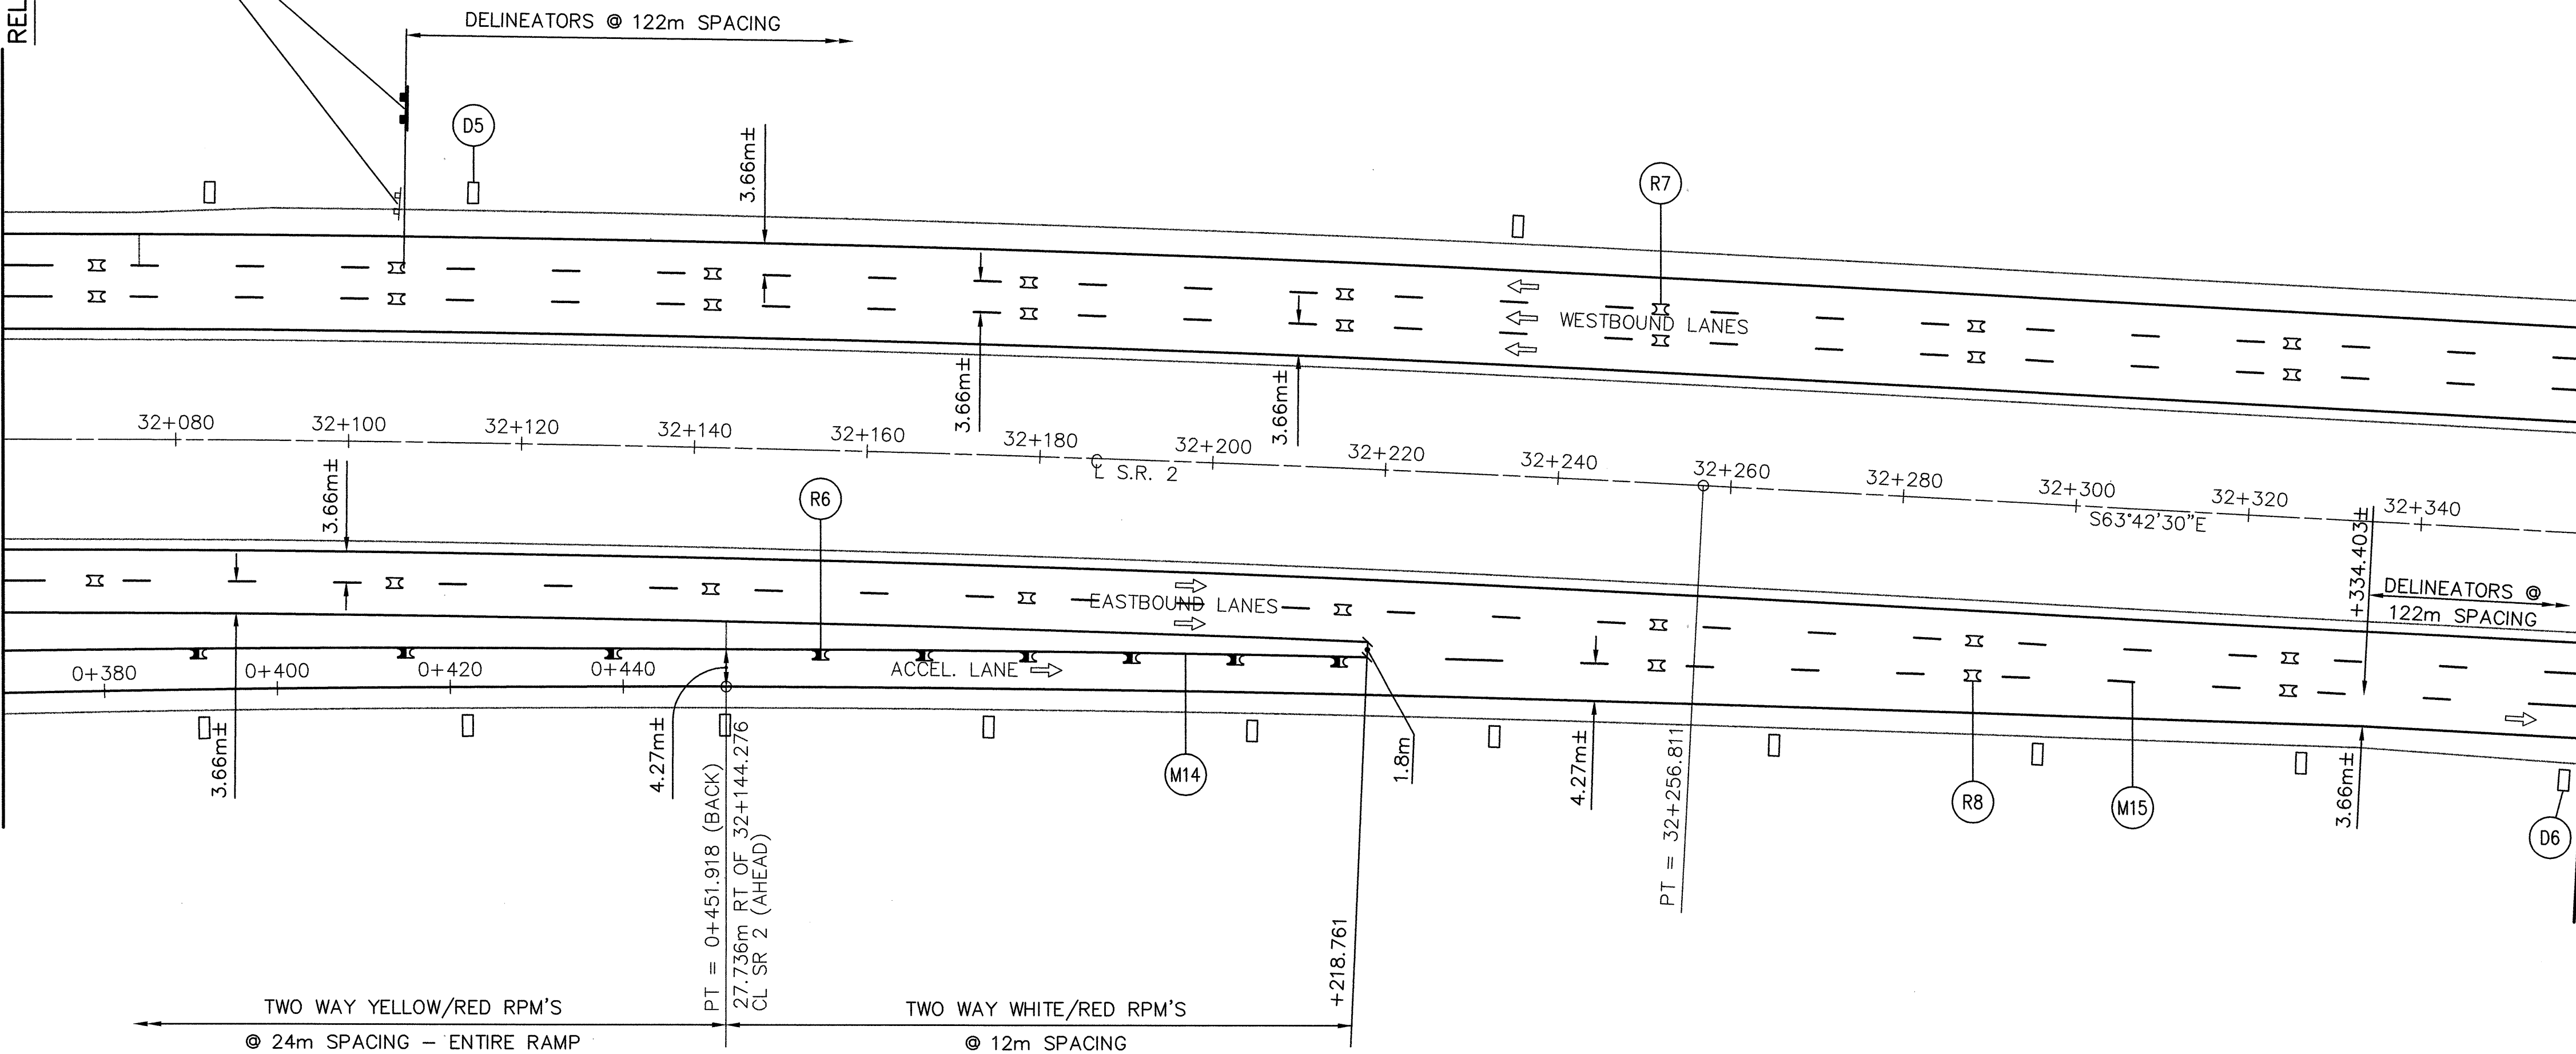 REL
DELINEATORS @ 122m SPACING
D5
3.66m±
R7
WESTBOUND LANES
3.66m±
3.66m±
32+080
32+100
32+120
32+140
32+160
32+180
32+200
32+220
32+240
32+260
32+280
32+300
32+320
32+340
℄ S.R. 2
S63°42'30"E
3.66m±
R6
+334.403±
DELINEATORS @
122m SPACING
EASTBOUND LANES
0+380
0+400
0+420
0+440
ACCEL. LANE
3.66m±
4.27m±
M14
1.8m
4.27m±
R8
M15
3.66m±
D6
PT = 0+451.918 (BACK)
27.736m RT OF 32+144.276
CL SR 2 (AHEAD)
+218.761
PT = 32+256.811
TWO WAY YELLOW/RED RPM'S
@ 24m SPACING – ENTIRE RAMP
TWO WAY WHITE/RED RPM'S
@ 12m SPACING